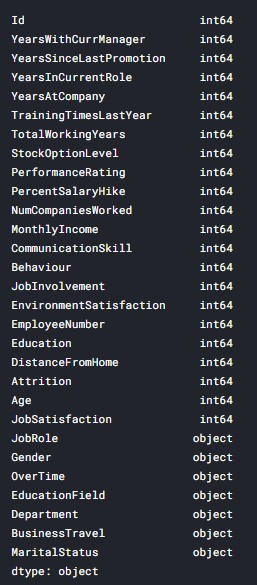 Id int64
YearsWithCurrManager int64
YearsSinceLastPromotion int64
YearsInCurrentRole int64
YearsAtCompany int64
TrainingTimesLastYear int64
TotalWorkingYears int64
StockOptionLevel int64
PerformanceRating int64
PercentSalaryHike int64
NumCompaniesWorked int64
MonthlyIncome int64
CommunicationSkill int64
Behaviour int64
JobInvolvement int64
EnvironmentSatisfaction int64
EmployeeNumber int64
Education int64
DistanceFromHome int64
Attrition int64
Age int64
JobSatisfaction int64
JobRole object
Gender object
OverTime object
EducationField object
Department object
BusinessTravel object
MaritalStatus object
dtype: object